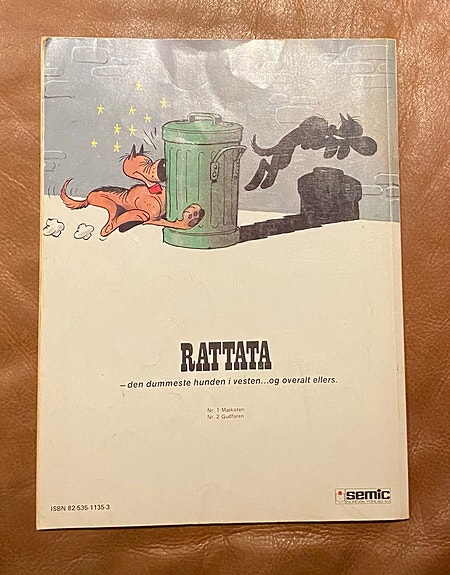 RATTATA
– den dummeste hunden i vesten...og overalt ellers.
Nr. 1 Maskoten
Nr. 2 Gudfaren
ISBN 82-535-1135-3
semic